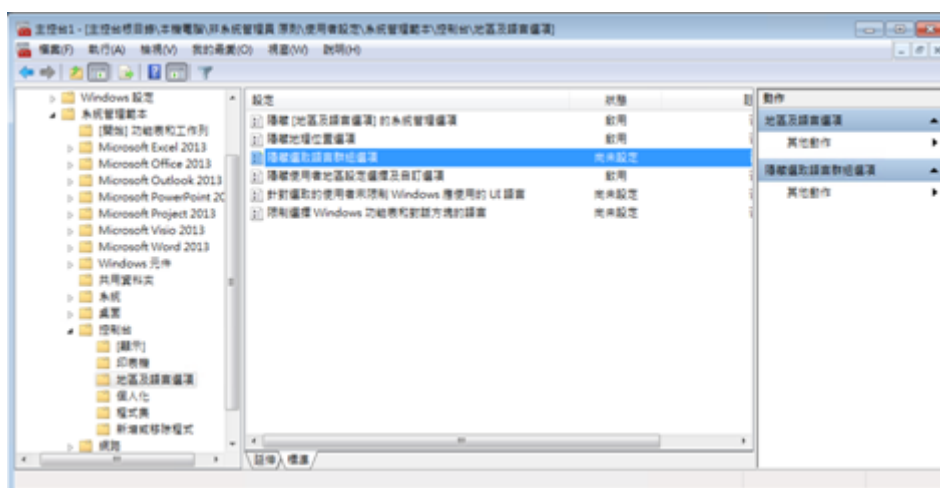 主控台1 - [主控台根目錄\本機電腦\非系統管理員 原則\使用者設定\系統管理範本\控制台\地區及語言選項]
檔案(F) 執行(A) 檢視(V) 我的最愛(O) 視窗(W) 說明(H)
Windows 設定
系統管理範本
[開始] 功能表和工作列
Microsoft Excel 2013
Microsoft Office 2013
Microsoft Outlook 2013
Microsoft PowerPoint 20
Microsoft Project 2013
Microsoft Visio 2013
Microsoft Word 2013
Windows 元件
共用資料夾
系統
桌面
控制台
[顯示]
印表機
地區及語言選項
個人化
程式集
新增或移除程式
網路
設定 狀態
隱藏 [地區及語言選項] 的系統管理選項 啟用
隱藏地理位置選項 啟用
隱藏選取語言群組選項 尚未設定
隱藏使用者地區設定選擇及自訂選項 啟用
針對選取的使用者來限制 Windows 應使用的 UI 語言 尚未設定
限制選擇 Windows 功能表和對話方塊的語言 尚未設定
延伸 標準
動作
地區及語言選項
其他動作
隱藏選取語言群組選項
其他動作